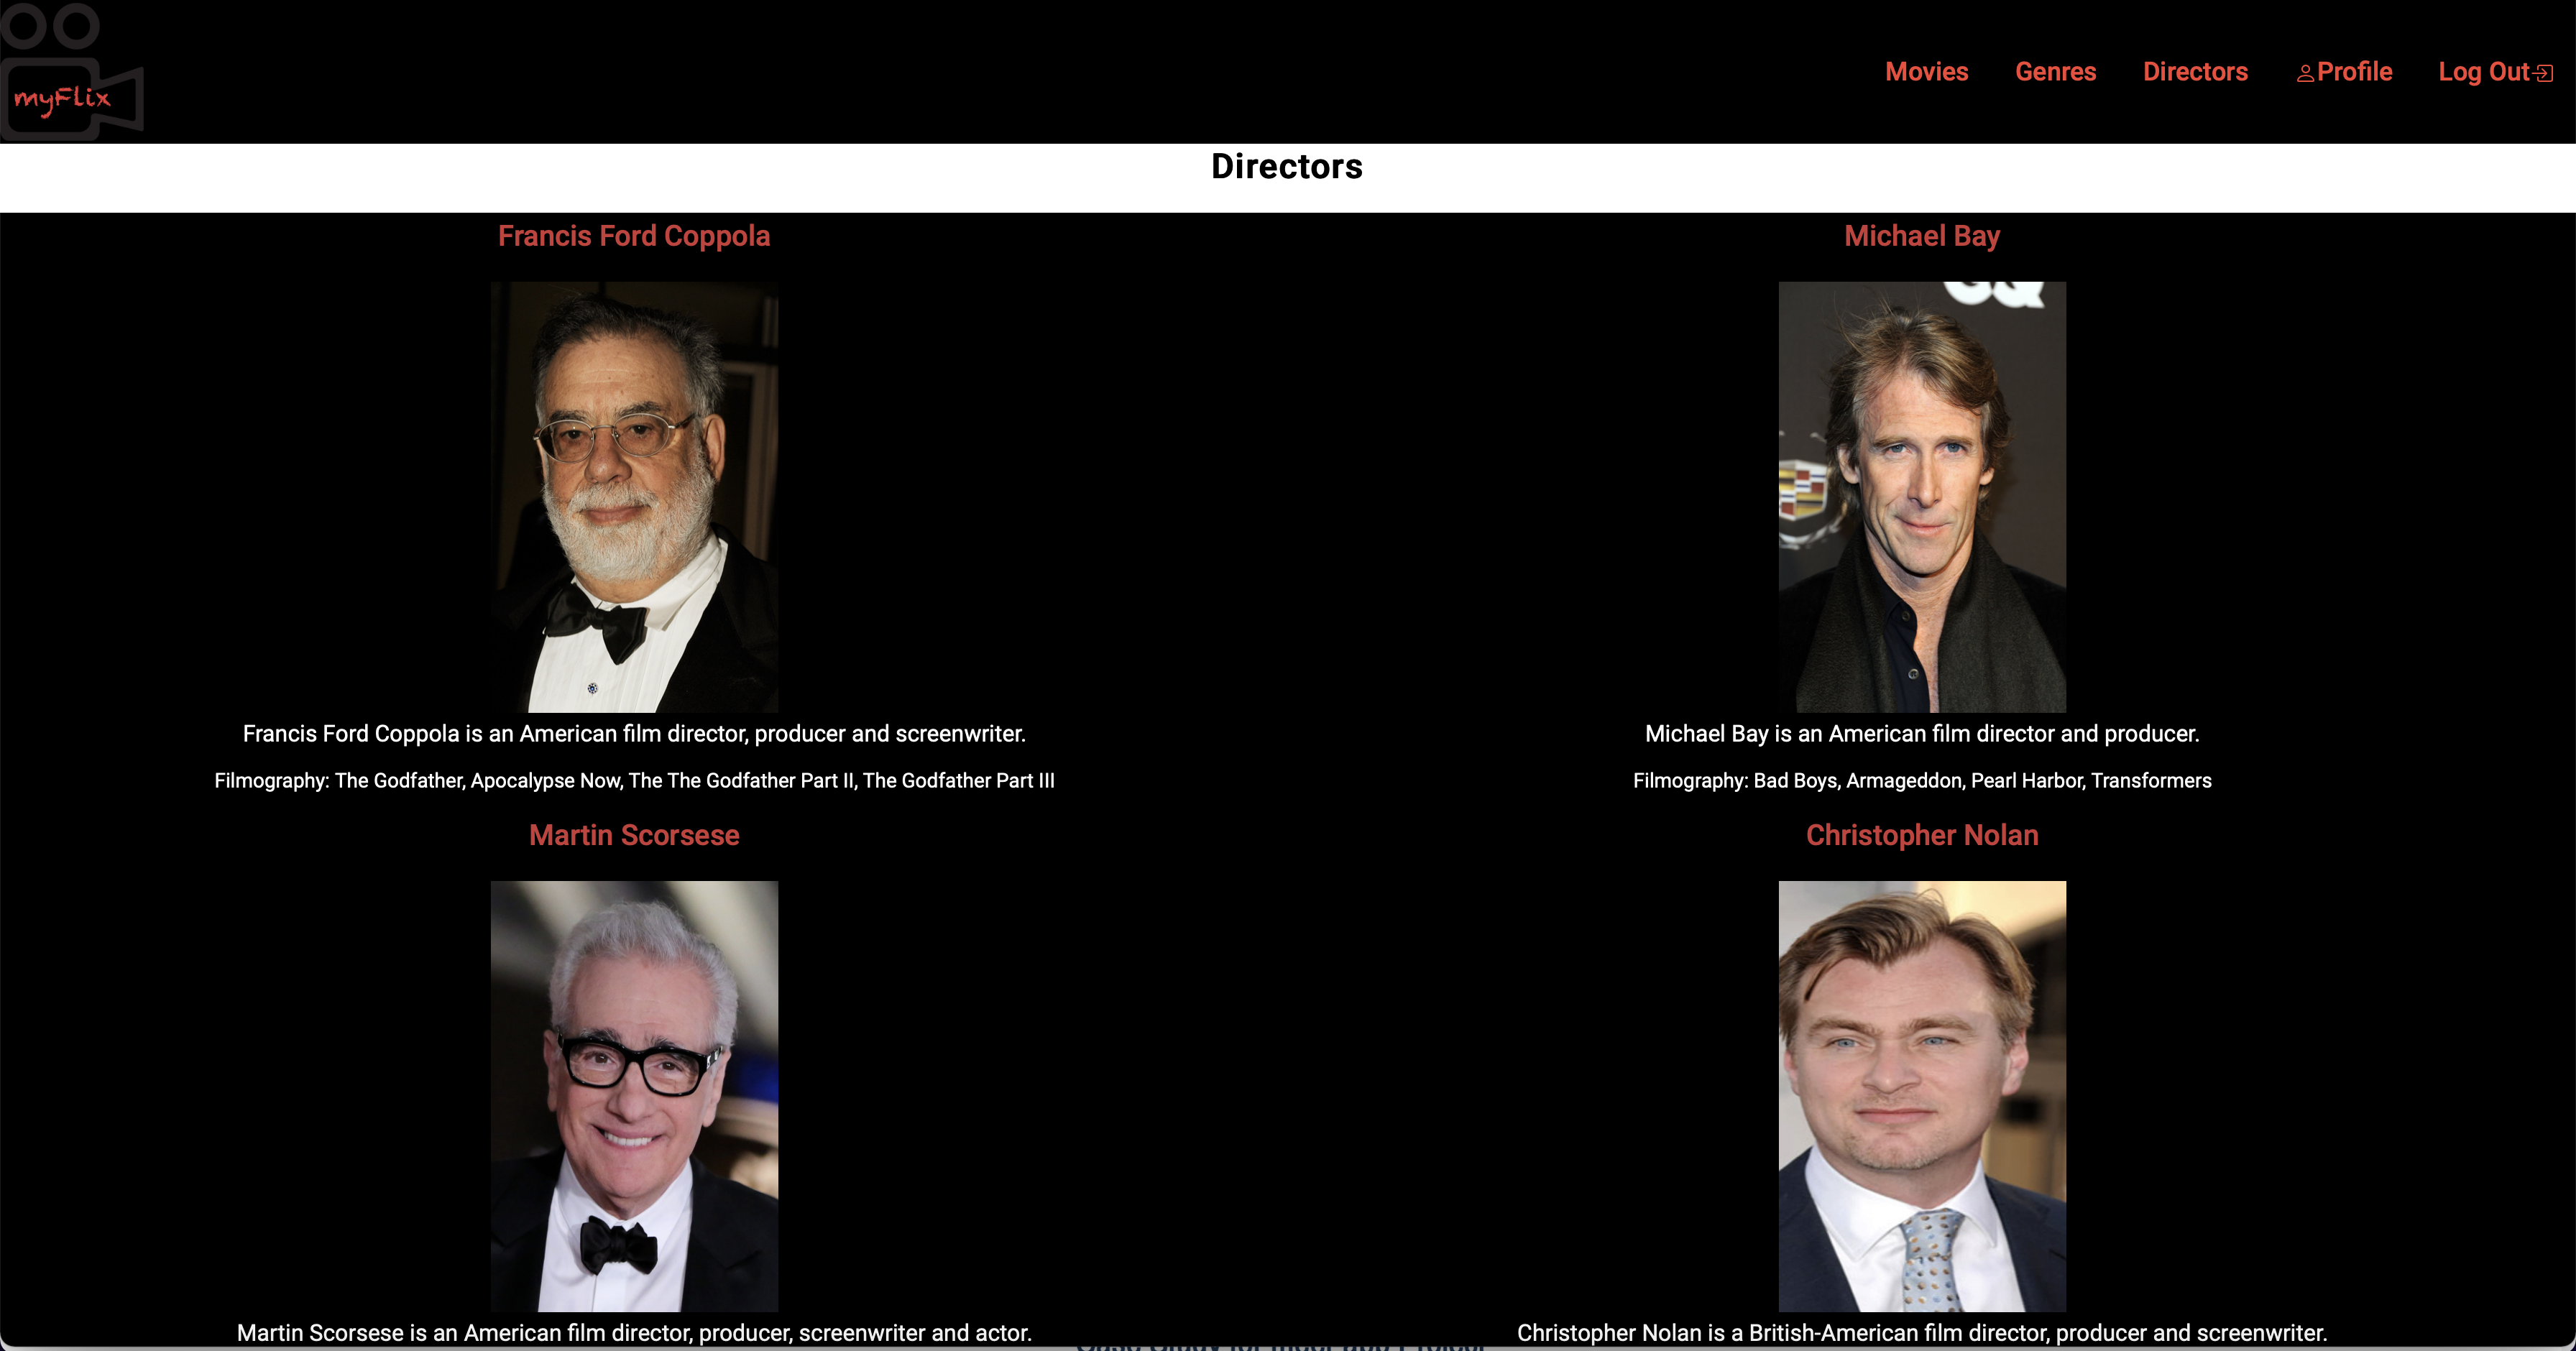 myFlix
Movies Genres Directors Profile Log Out
Directors
Francis Ford Coppola
Michael Bay
GQ
Francis Ford Coppola is an American film director, producer and screenwriter.
Michael Bay is an American film director and producer.
Filmography: The Godfather, Apocalypse Now, The The Godfather Part II, The Godfather Part III
Filmography: Bad Boys, Armageddon, Pearl Harbor, Transformers
Martin Scorsese
Christopher Nolan
Martin Scorsese is an American film director, producer, screenwriter and actor.
Christopher Nolan is a British-American film director, producer and screenwriter.